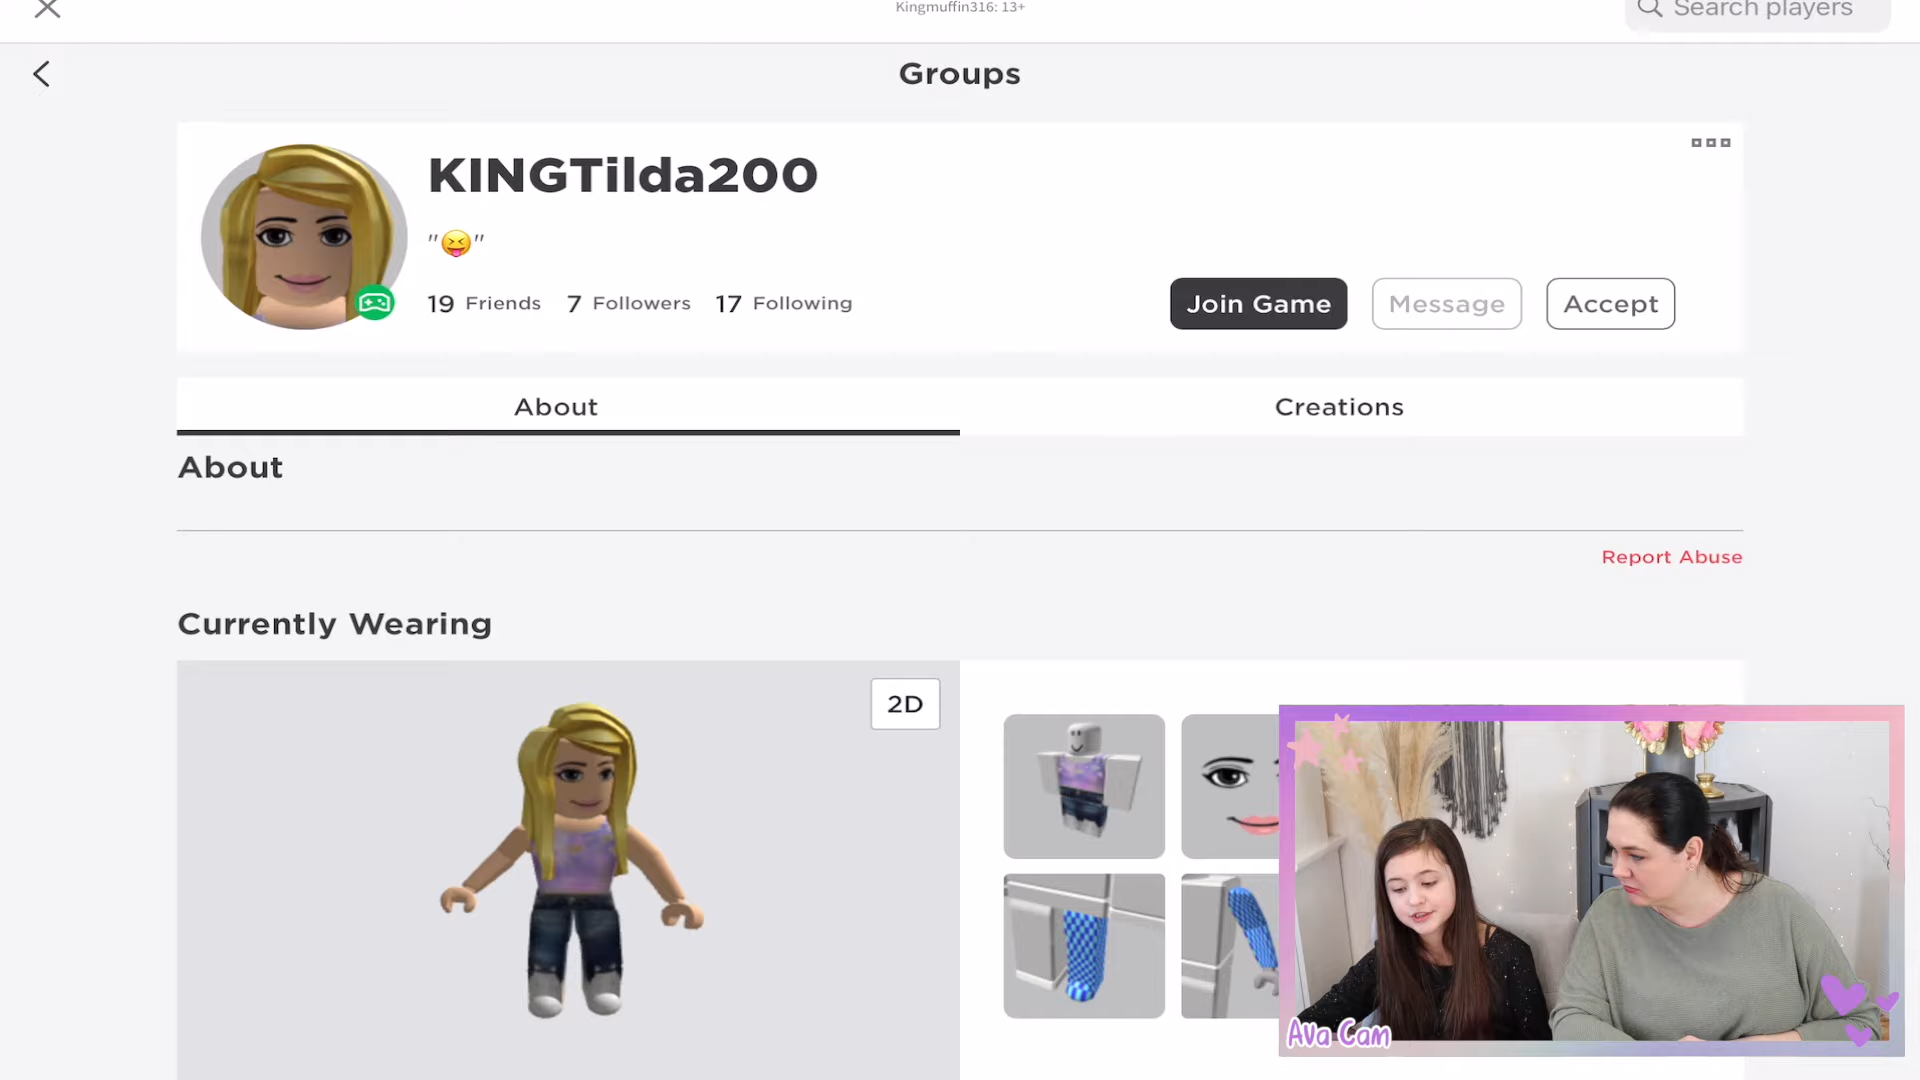 Kingmuffin316: 13+
Search players
Groups
KINGTilda200
"😝"
19 Friends 7 Followers 17 Following
Join Game
Message
Accept
About
Creations
About
Report Abuse
Currently Wearing
2D
Ava Cam